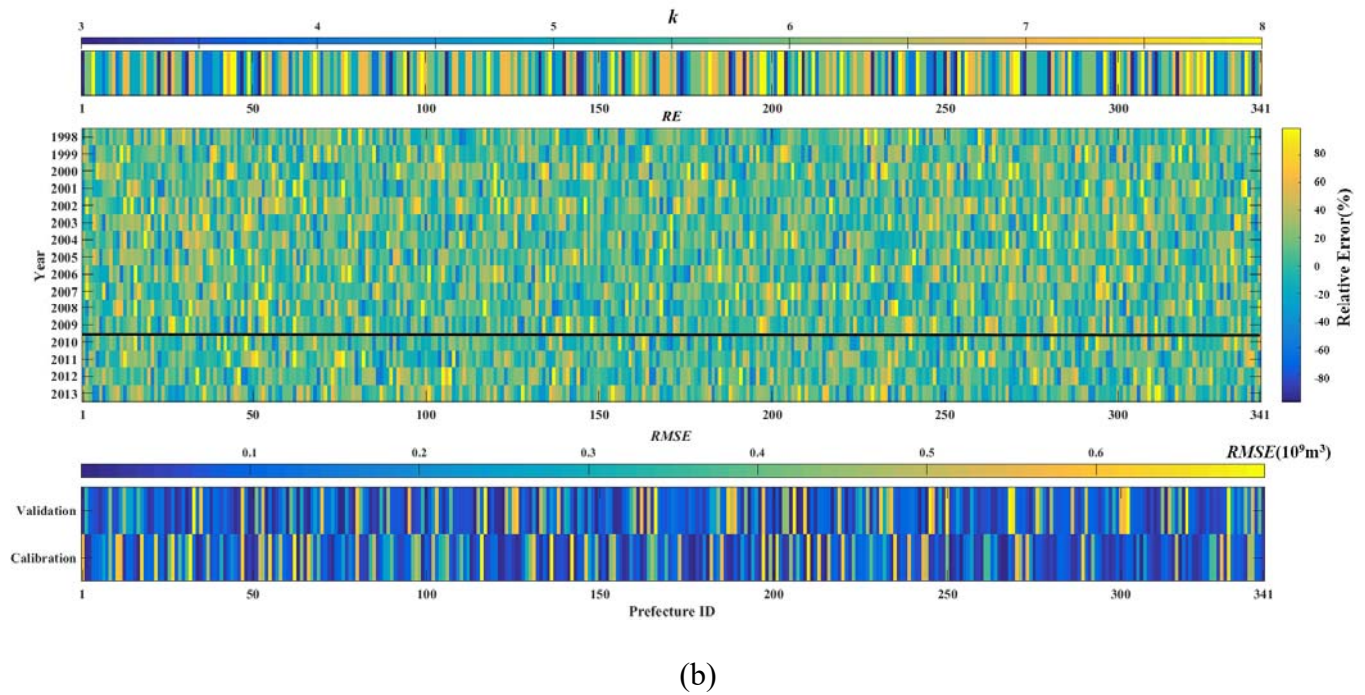 k
3 4 5 6 7 8
1 50 100 150 200 250 300 341
RE
1998
1999
2000
2001
2002
2003
2004
2005
2006
2007
2008
2009
2010
2011
2012
2013
Year
1 50 100 150 200 250 300 341
80
60
40
20
0
-20
-40
-60
-80
Relative Error(%)
RMSE
0.1 0.2 0.3 0.4 0.5 0.6 RMSE(10⁹m³)
Validation
Calibration
1 50 100 150 200 250 300 341
Prefecture ID
(b)